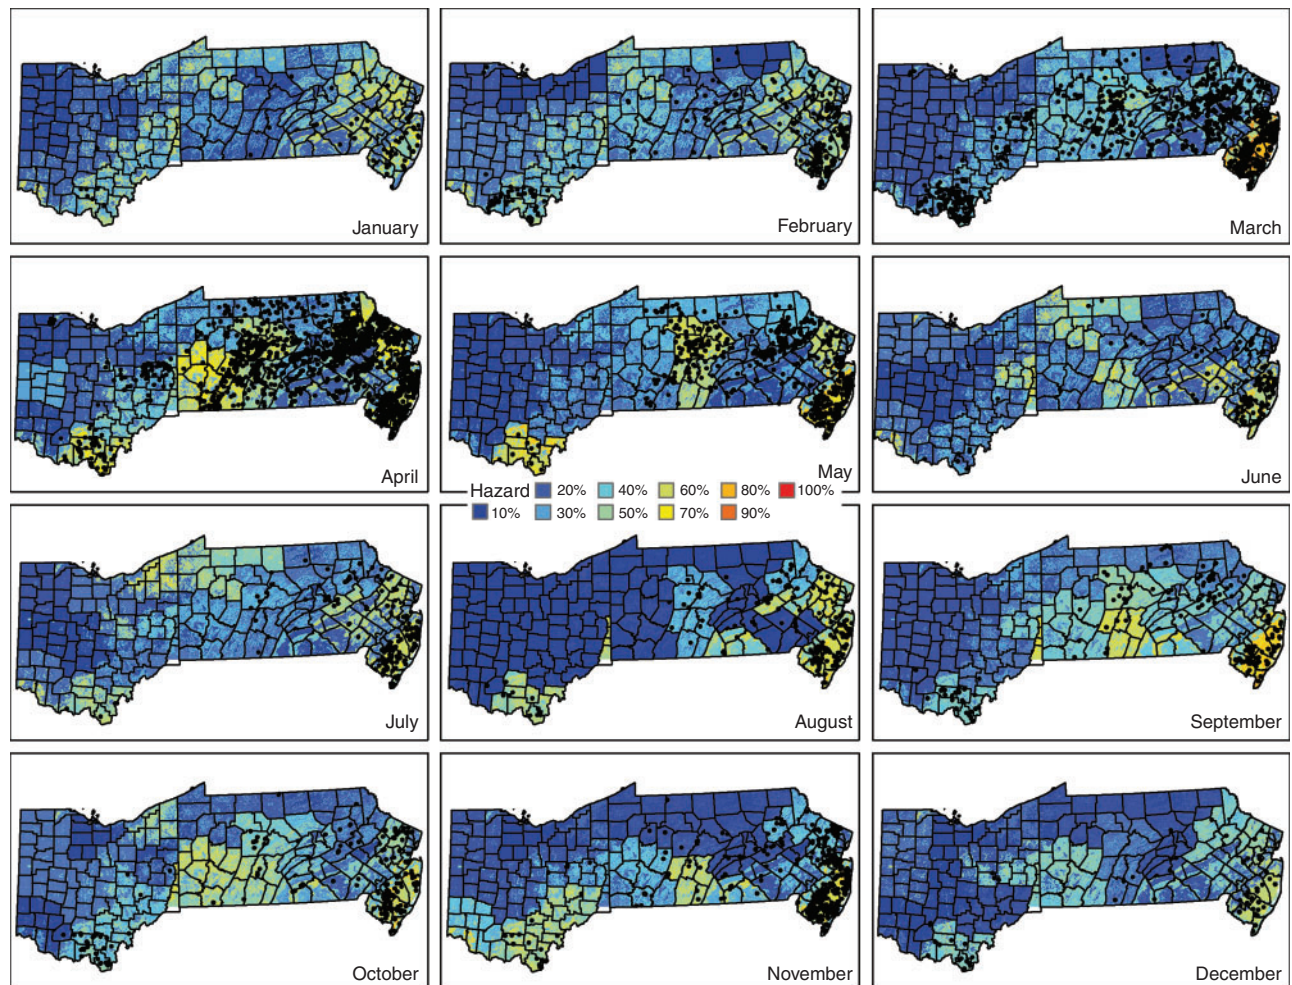 January
February
March
April
May
June
Hazard 20% 40% 60% 80% 100%
10% 30% 50% 70% 90%
July
August
September
October
November
December